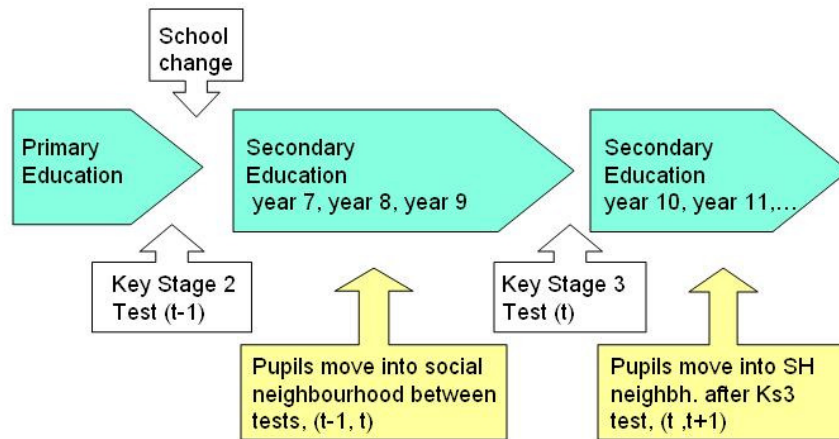 School
change
Primary
Education
Secondary
Education
year 7, year 8, year 9
Secondary
Education
year 10, year 11,...
Key Stage 2
Test (t-1)
Key Stage 3
Test (t)
Pupils move into social
neighbourhood between
tests, (t-1, t)
Pupils move into SH
neighbh. after Ks3
test, (t ,t+1)